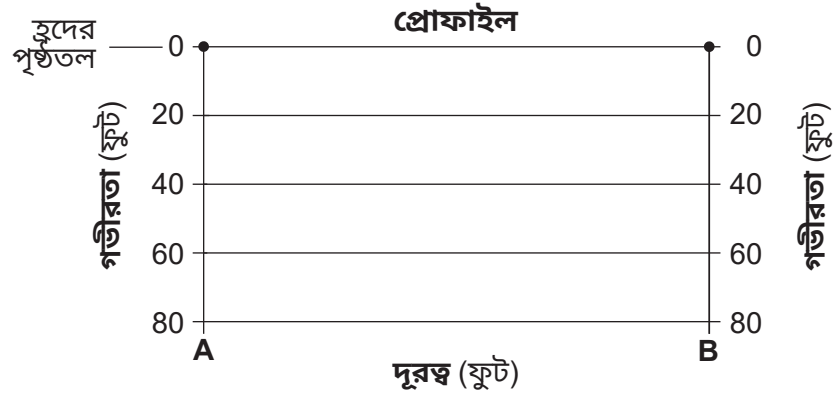 প্রোফাইল
হ্রদের
পৃষ্ঠতল
0 0
20 20
40 40
60 60
80 80
গভীরতা (ফুট)
গভীরতা (ফুট)
A B
দূরত্ব (ফুট)